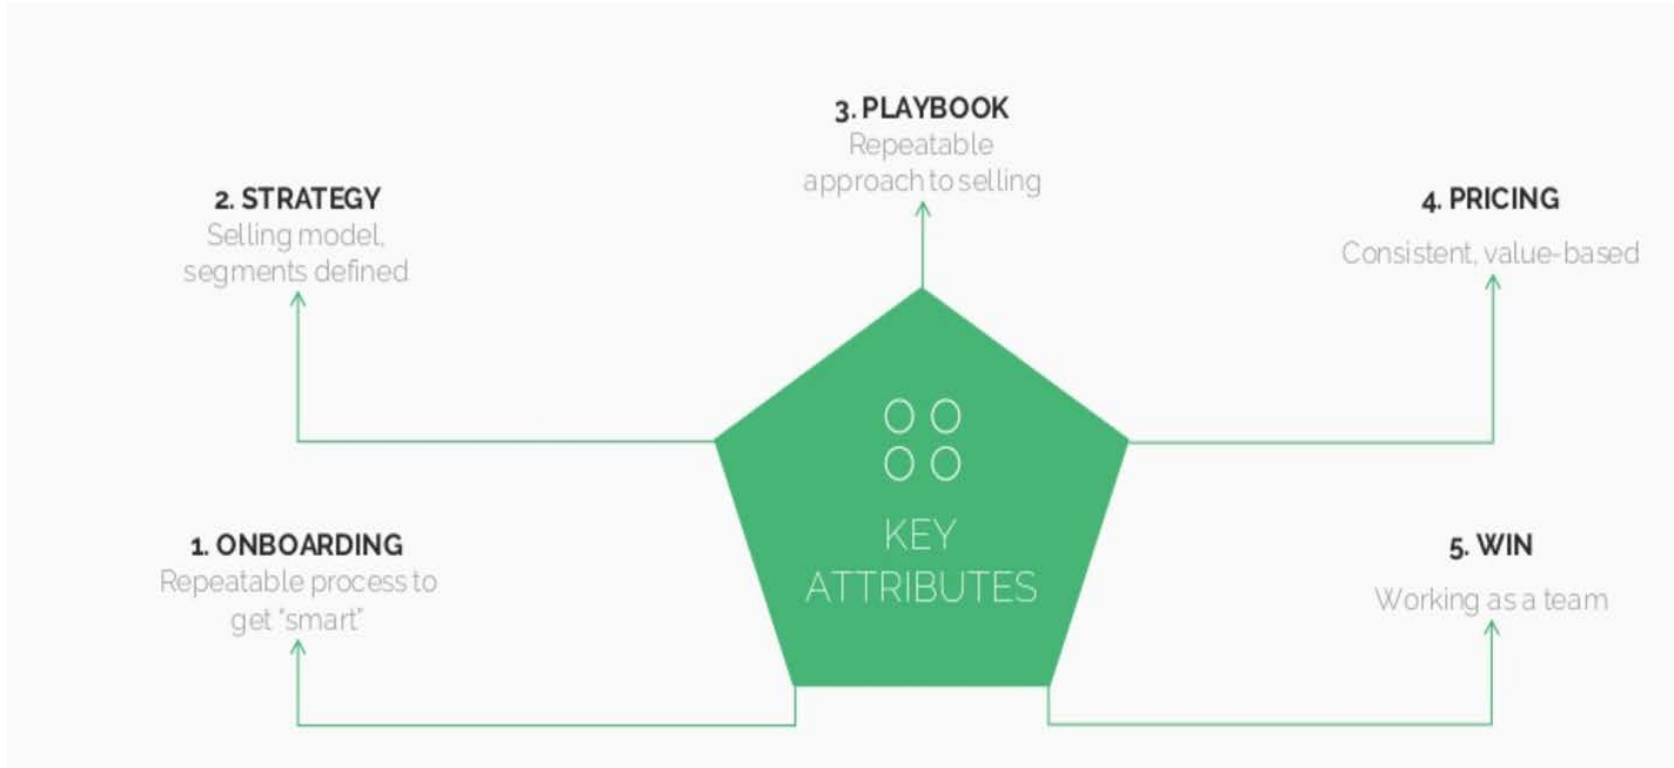 1. ONBOARDING
Repeatable process to
get "smart"
2. STRATEGY
Selling model,
segments defined
3. PLAYBOOK
Repeatable
approach to selling
4. PRICING
Consistent, value-based
5. WIN
Working as a team
KEY
ATTRIBUTES